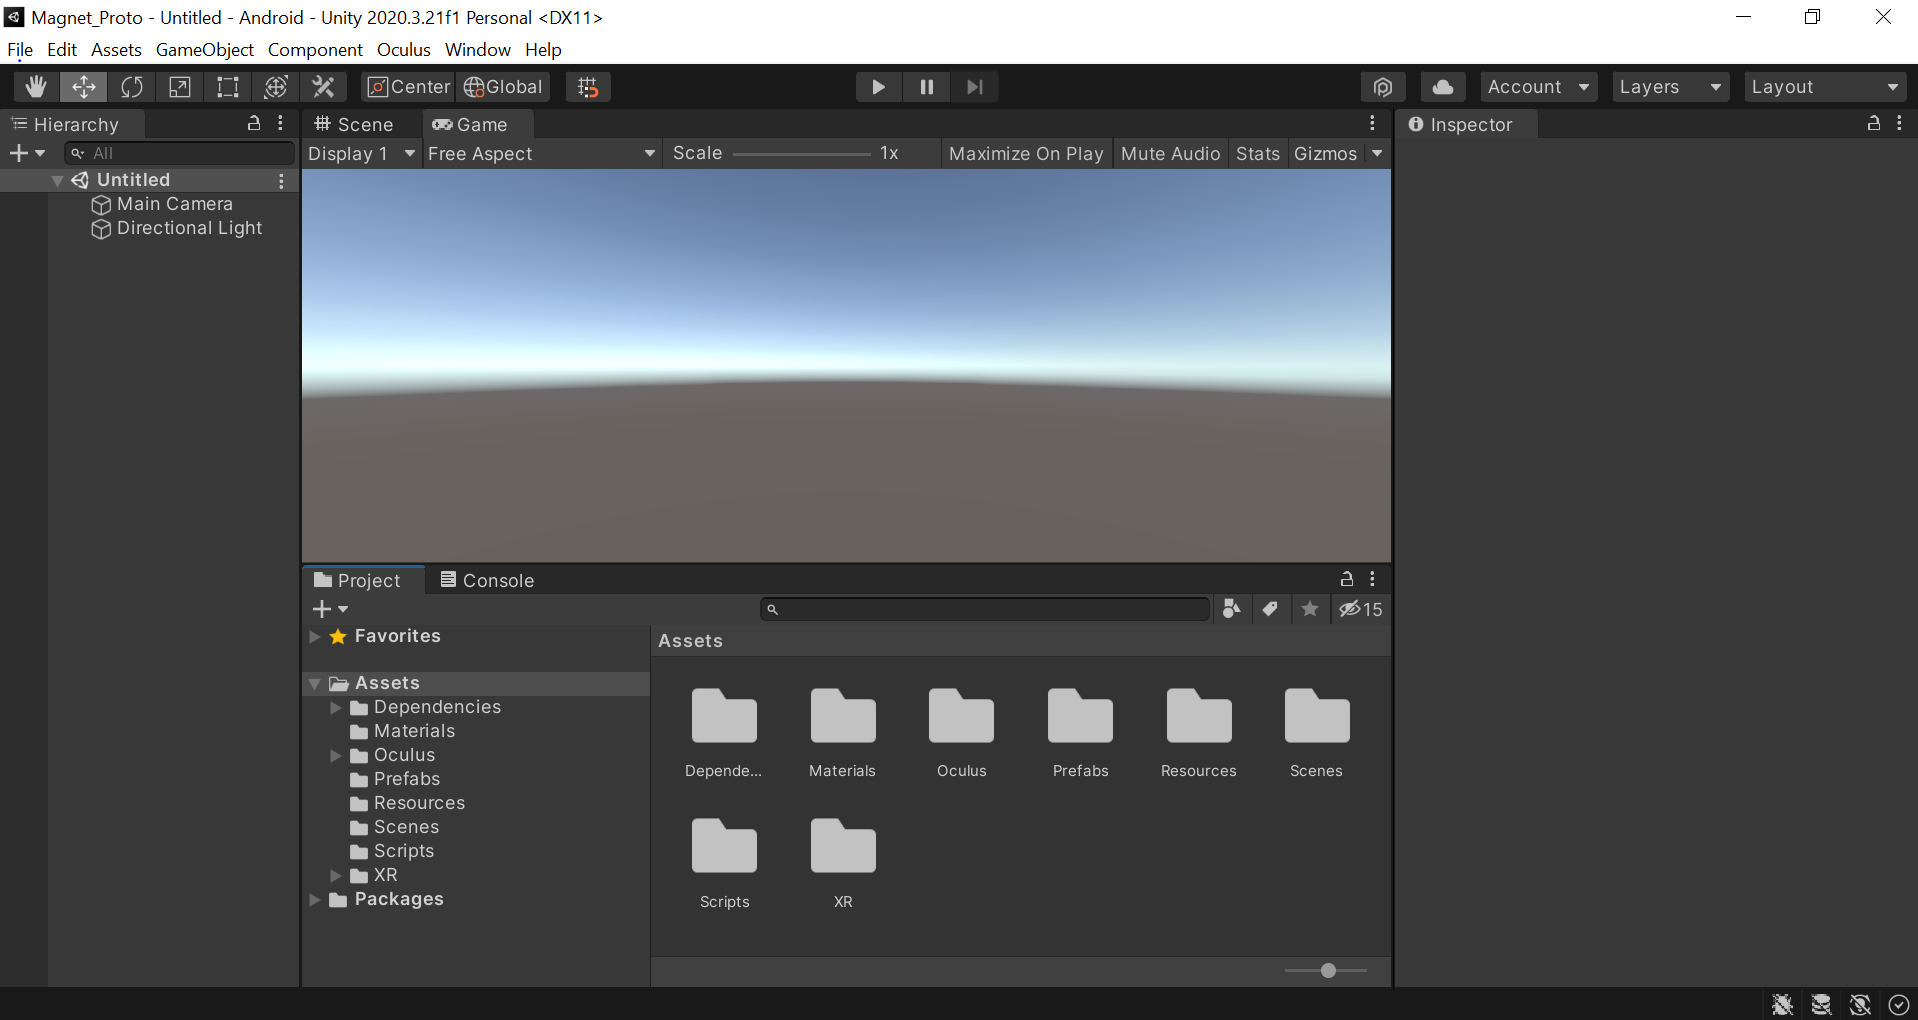 Magnet_Proto - Untitled - Android - Unity 2020.3.21f1 Personal <DX11>
File Edit Assets GameObject Component Oculus Window Help
Center Global Account Layers Layout
Hierarchy Scene Game Inspector
All Display 1 Free Aspect Scale 1x Maximize On Play Mute Audio Stats Gizmos
Untitled
Main Camera
Directional Light
Project Console
15
Favorites
Assets
Assets
Dependencies
Materials
Oculus
Prefabs
Resources
Scenes
Scripts
XR
Packages
Depende... Materials Oculus Prefabs Resources Scenes
Scripts XR